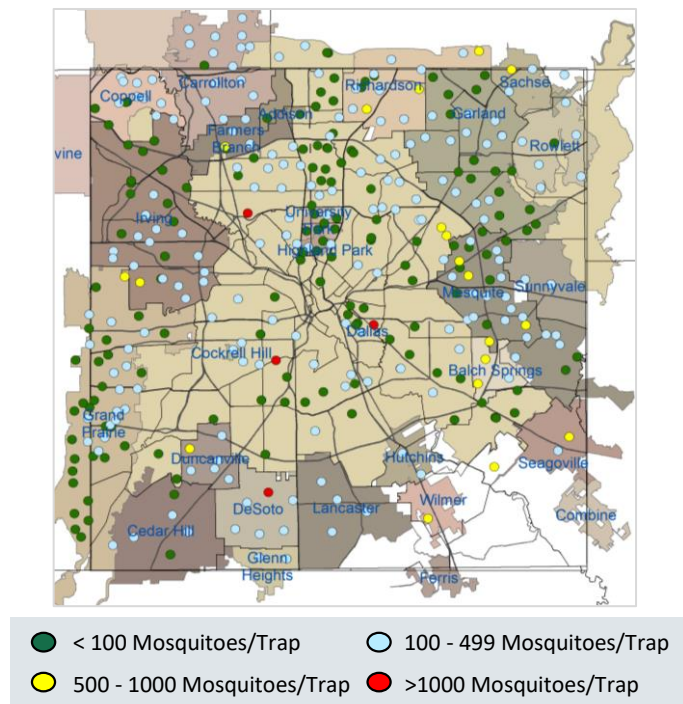 Carrollton
Coppell
Richardson
Sachse
Addison
Garland
Farmers
Branch
Rowlett
vine
Irving
University
Park
Highland Park
Mesquite
Sunnyvale
Dallas
Cockrell Hill
Balch Springs
Grand
Prairie
Duncanville
Hutchins
Seagoville
DeSoto
Lancaster
Wilmer
Combine
Cedar Hill
Glenn
Heights
Ferris
< 100 Mosquitoes/Trap
100 - 499 Mosquitoes/Trap
500 - 1000 Mosquitoes/Trap
>1000 Mosquitoes/Trap